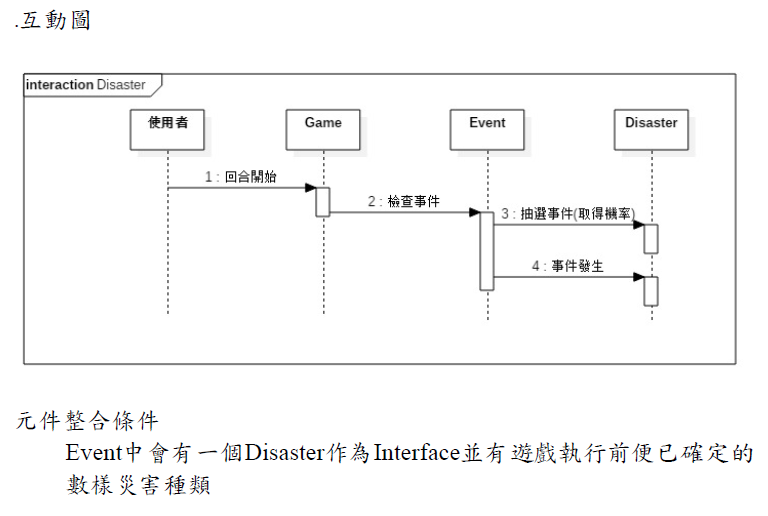 .互動圖
interaction Disaster
使用者
Game
Event
Disaster
1 : 回合開始
2 : 檢查事件
3 : 抽選事件(取得機率)
4 : 事件發生
元件整合條件
Event中會有一個Disaster作為Interface並有遊戲執行前便已確定的
數樣災害種類